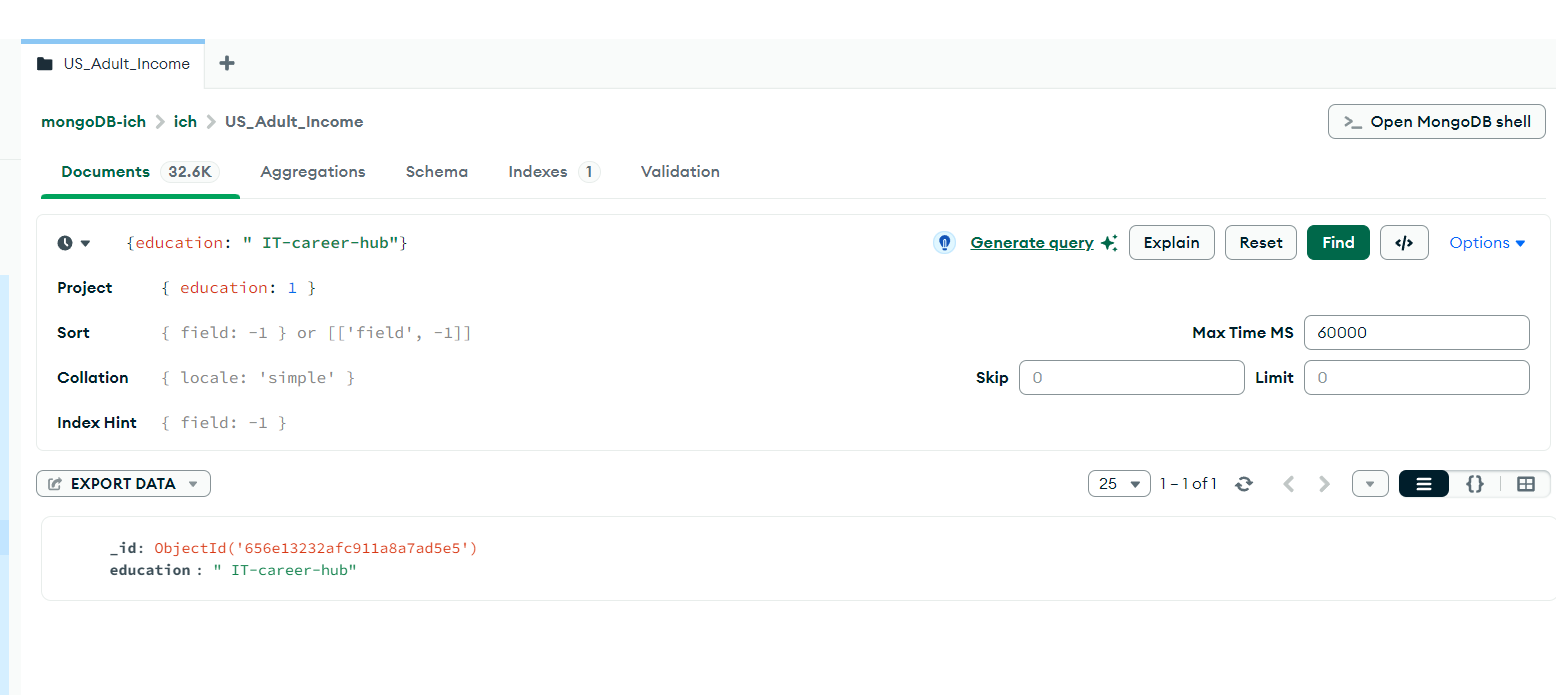 US_Adult_Income
mongoDB-ich ich US_Adult_Income
>_ Open MongoDB shell
Documents 32.6K Aggregations Schema Indexes 1 Validation
{education: " IT-career-hub"}
Generate query Explain Reset Find </> Options
Project { education: 1 }
Sort { field: -1 } or [['field', -1]]
Max Time MS 60000
Collation { locale: 'simple' }
Skip 0 Limit 0
Index Hint { field: -1 }
EXPORT DATA
25 1 – 1 of 1 {}
_id: ObjectId('656e13232afc911a8a7ad5e5')
education : " IT-career-hub"